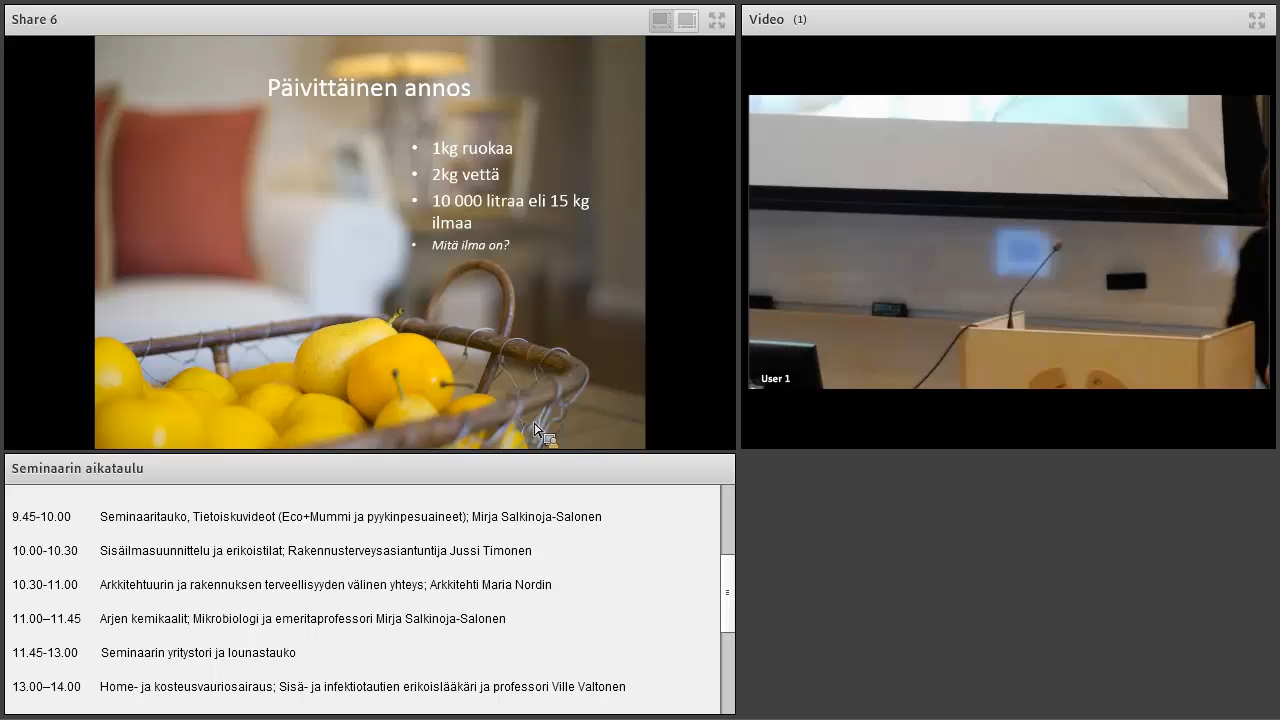 Share 6
Video (1)
Päivittäinen annos
• 1kg ruokaa
• 2kg vettä
• 10 000 litraa eli 15 kg
ilmaa
• Mitä ilma on?
User 1
Seminaarin aikataulu
9.45-10.00 Seminaaritauko, Tietoiskuvideot (Eco+Mummi ja pyykinpesuaineet); Mirja Salkinoja-Salonen
10.00-10.30 Sisäilmasuunnittelu ja erikoistilat; Rakennusterveysasiantuntija Jussi Timonen
10.30-11.00 Arkkitehtuurin ja rakennuksen terveellisyyden välinen yhteys; Arkkitehti Maria Nordin
11.00–11.45 Arjen kemikaalit; Mikrobiologi ja emeritaprofessori Mirja Salkinoja-Salonen
11.45-13.00 Seminaarin yritystori ja lounastauko
13.00–14.00 Home- ja kosteusvauriosairaus; Sisä- ja infektiotautien erikoislääkäri ja professori Ville Valtonen